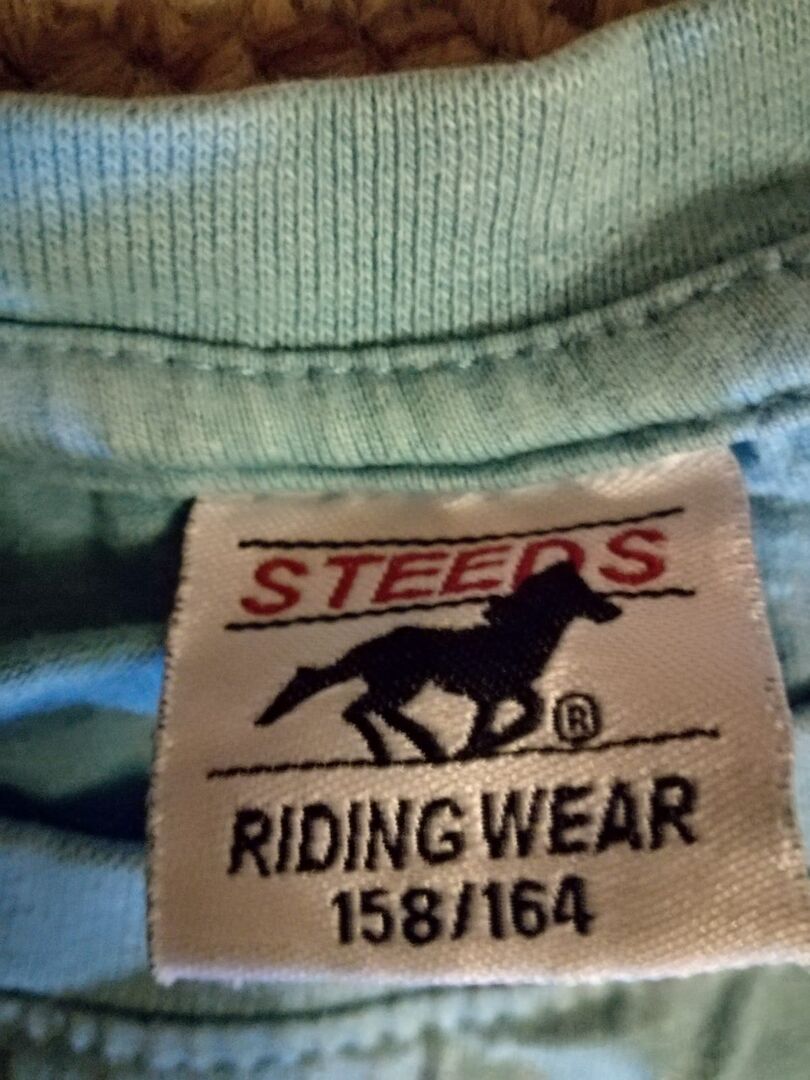 STEEDS
®
RIDING WEAR
158/164